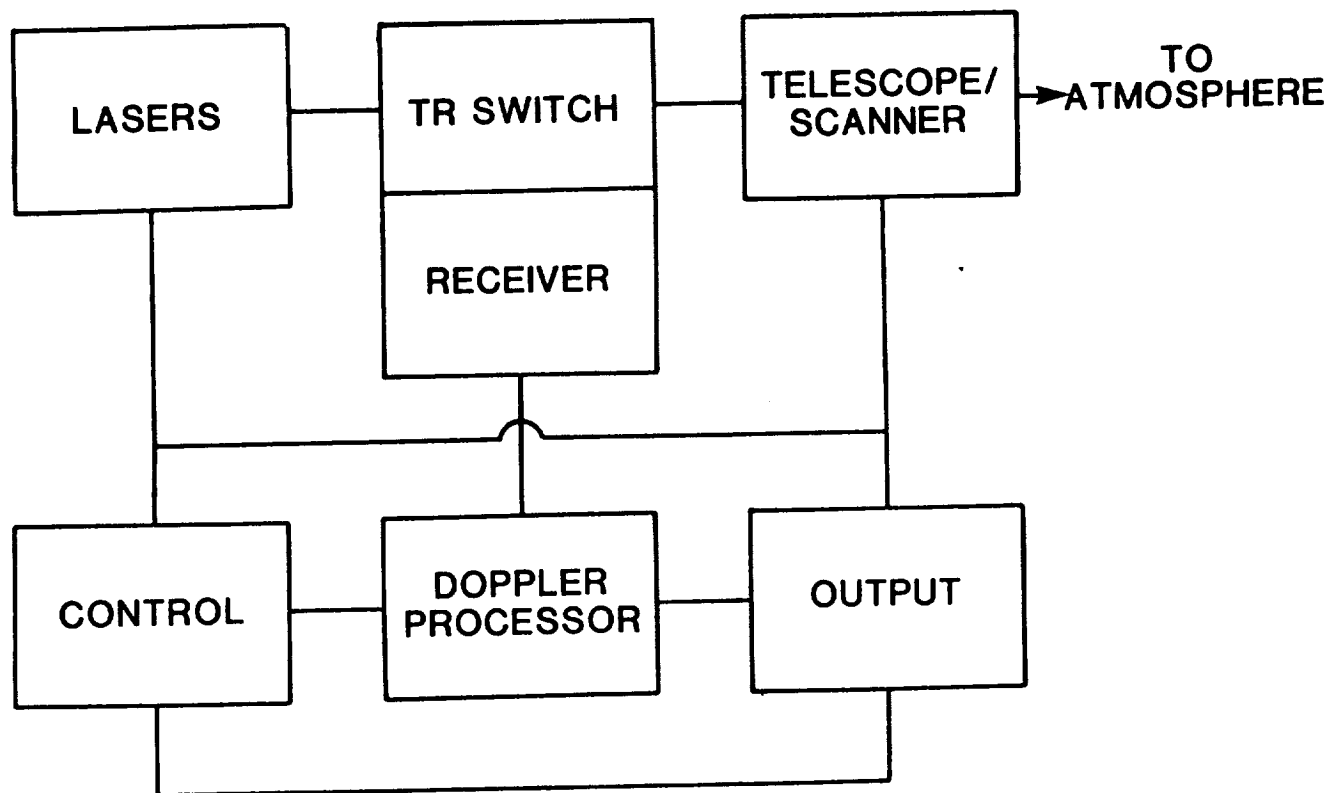 LASERS
TR SWITCH
TELESCOPE/
SCANNER
TO
ATMOSPHERE
RECEIVER
CONTROL
DOPPLER
PROCESSOR
OUTPUT